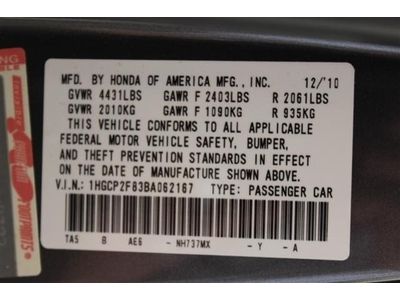 MFD. BY HONDA OF AMERICA MFG., INC. 12/10
GVWR 4431LBS GAWR F 2403LBS R 2061LBS
GVWR 2010KG GAWR F 1090KG R 935KG
THIS VEHICLE CONFORMS TO ALL APPLICABLE
FEDERAL MOTOR VEHICLE SAFETY, BUMPER,
AND THEFT PREVENTION STANDARDS IN EFFECT
ON THE DATE OF MANUFACTURE SHOWN ABOVE.
V.I.N: 1HGCP2F83BA062167 TYPE: PASSENGER CAR
TA5 B AE6 - NH737MX - Y - A